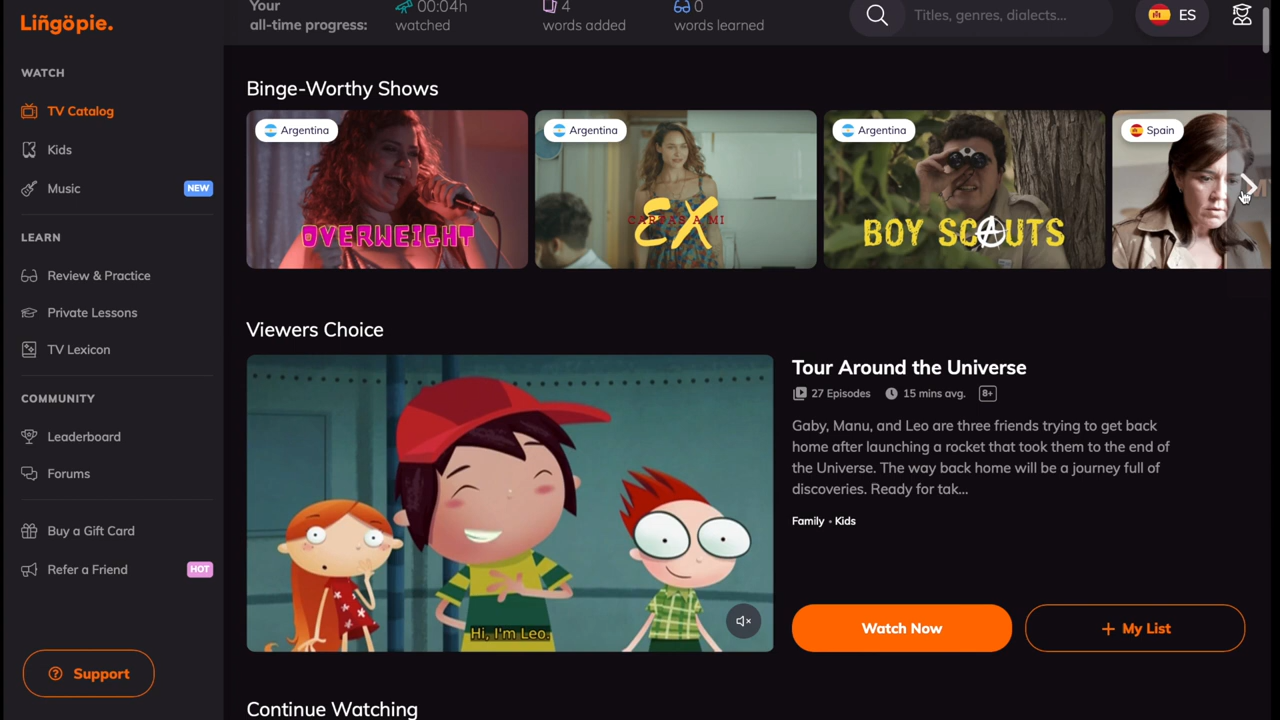 Liñgöpie.
Your
all-time progress:
00:04h
watched
4
words added
0
words learned
Titles, genres, dialects...
ES
WATCH
TV Catalog
Kids
Music
NEW
LEARN
Review & Practice
Private Lessons
TV Lexicon
COMMUNITY
Leaderboard
Forums
Buy a Gift Card
Refer a Friend
HOT
Support
Binge-Worthy Shows
Argentina
OVERWEIGHT
Argentina
CARTAS A MI
EX
Argentina
BOY SCAUTS
Spain
Viewers Choice
Hi, I'm Leo.
Tour Around the Universe
27 Episodes
15 mins avg.
8+
Gaby, Manu, and Leo are three friends trying to get back
home after launching a rocket that took them to the end of
the Universe. The way back home will be a journey full of
discoveries. Ready for tak...
Family • Kids
Watch Now
+ My List
Continue Watching